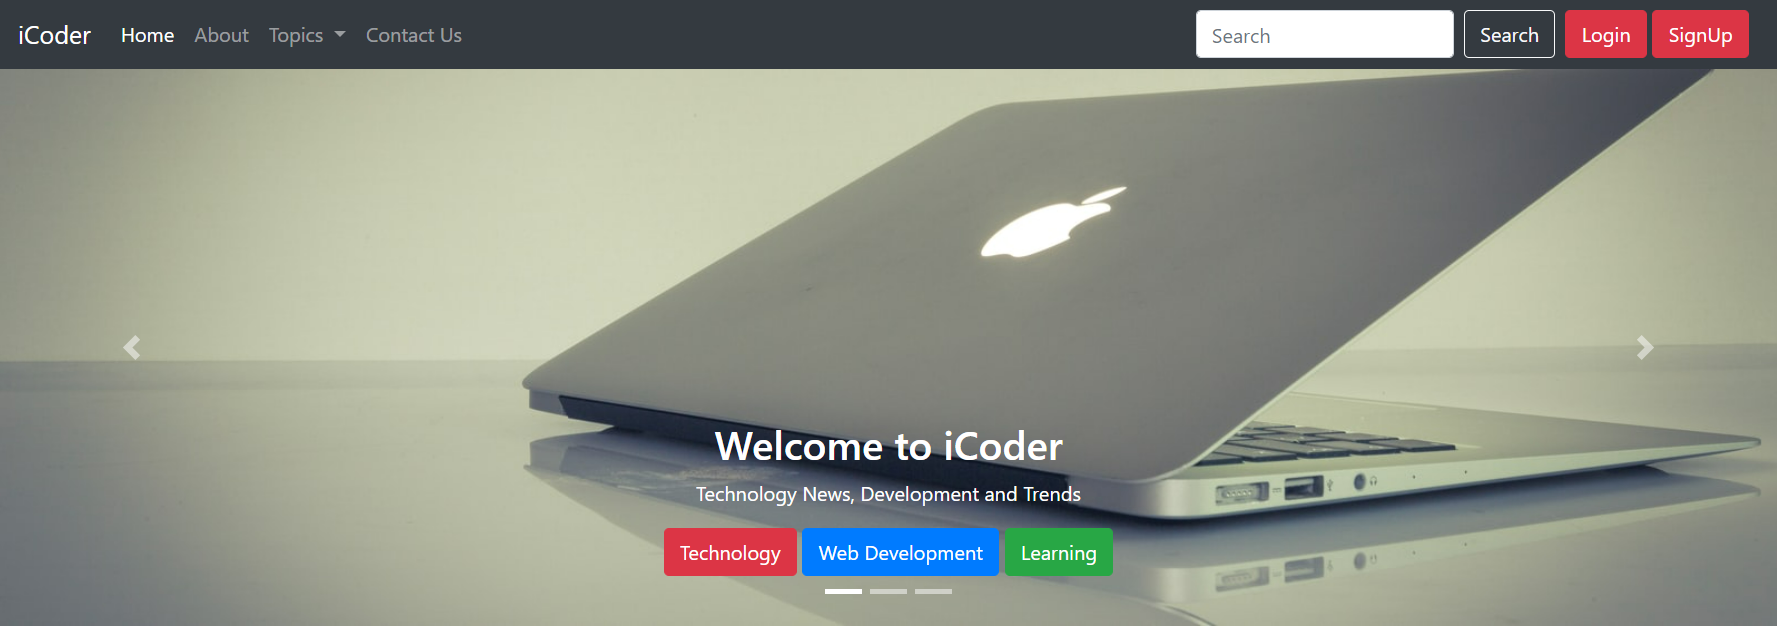 iCoder Home About Topics Contact Us Search Search Login SignUp
Welcome to iCoder
Technology News, Development and Trends
Technology Web Development Learning